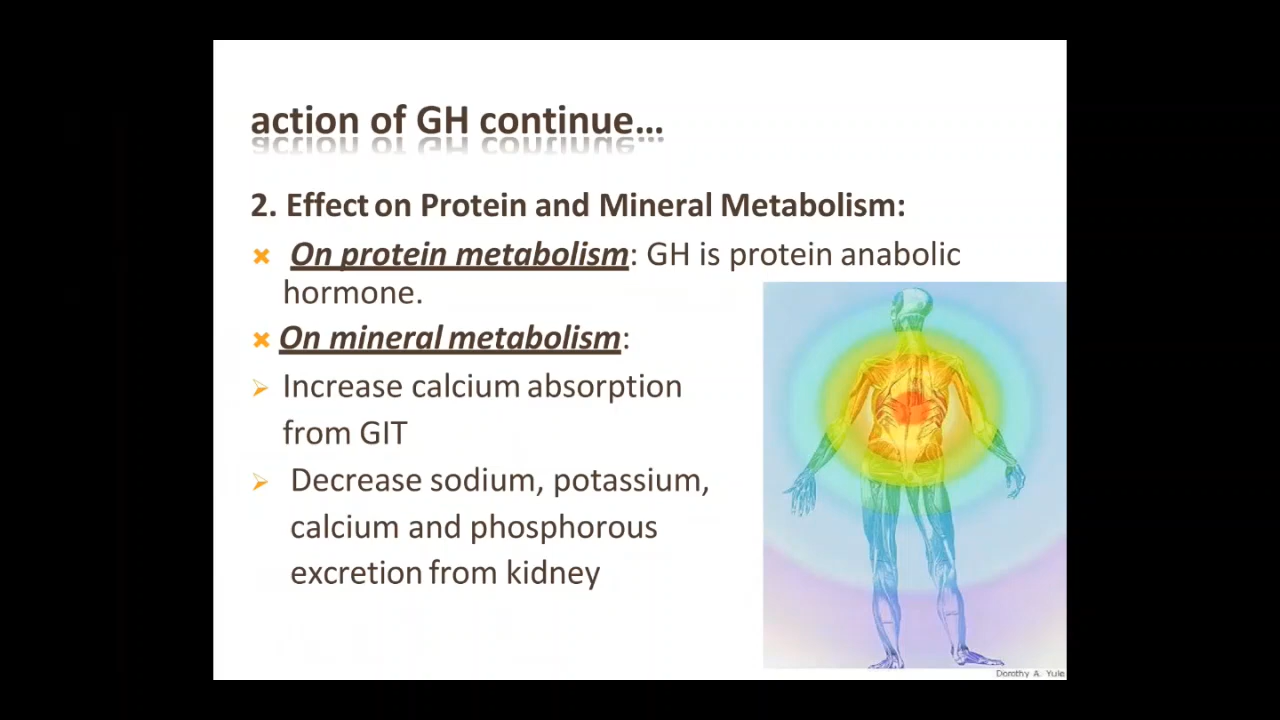 action of GH continue...
2. Effect on Protein and Mineral Metabolism:
On protein metabolism: GH is protein anabolic
hormone.
On mineral metabolism:
Increase calcium absorption
from GIT
Decrease sodium, potassium,
calcium and phosphorous
excretion from kidney
Dorothy A. Yule